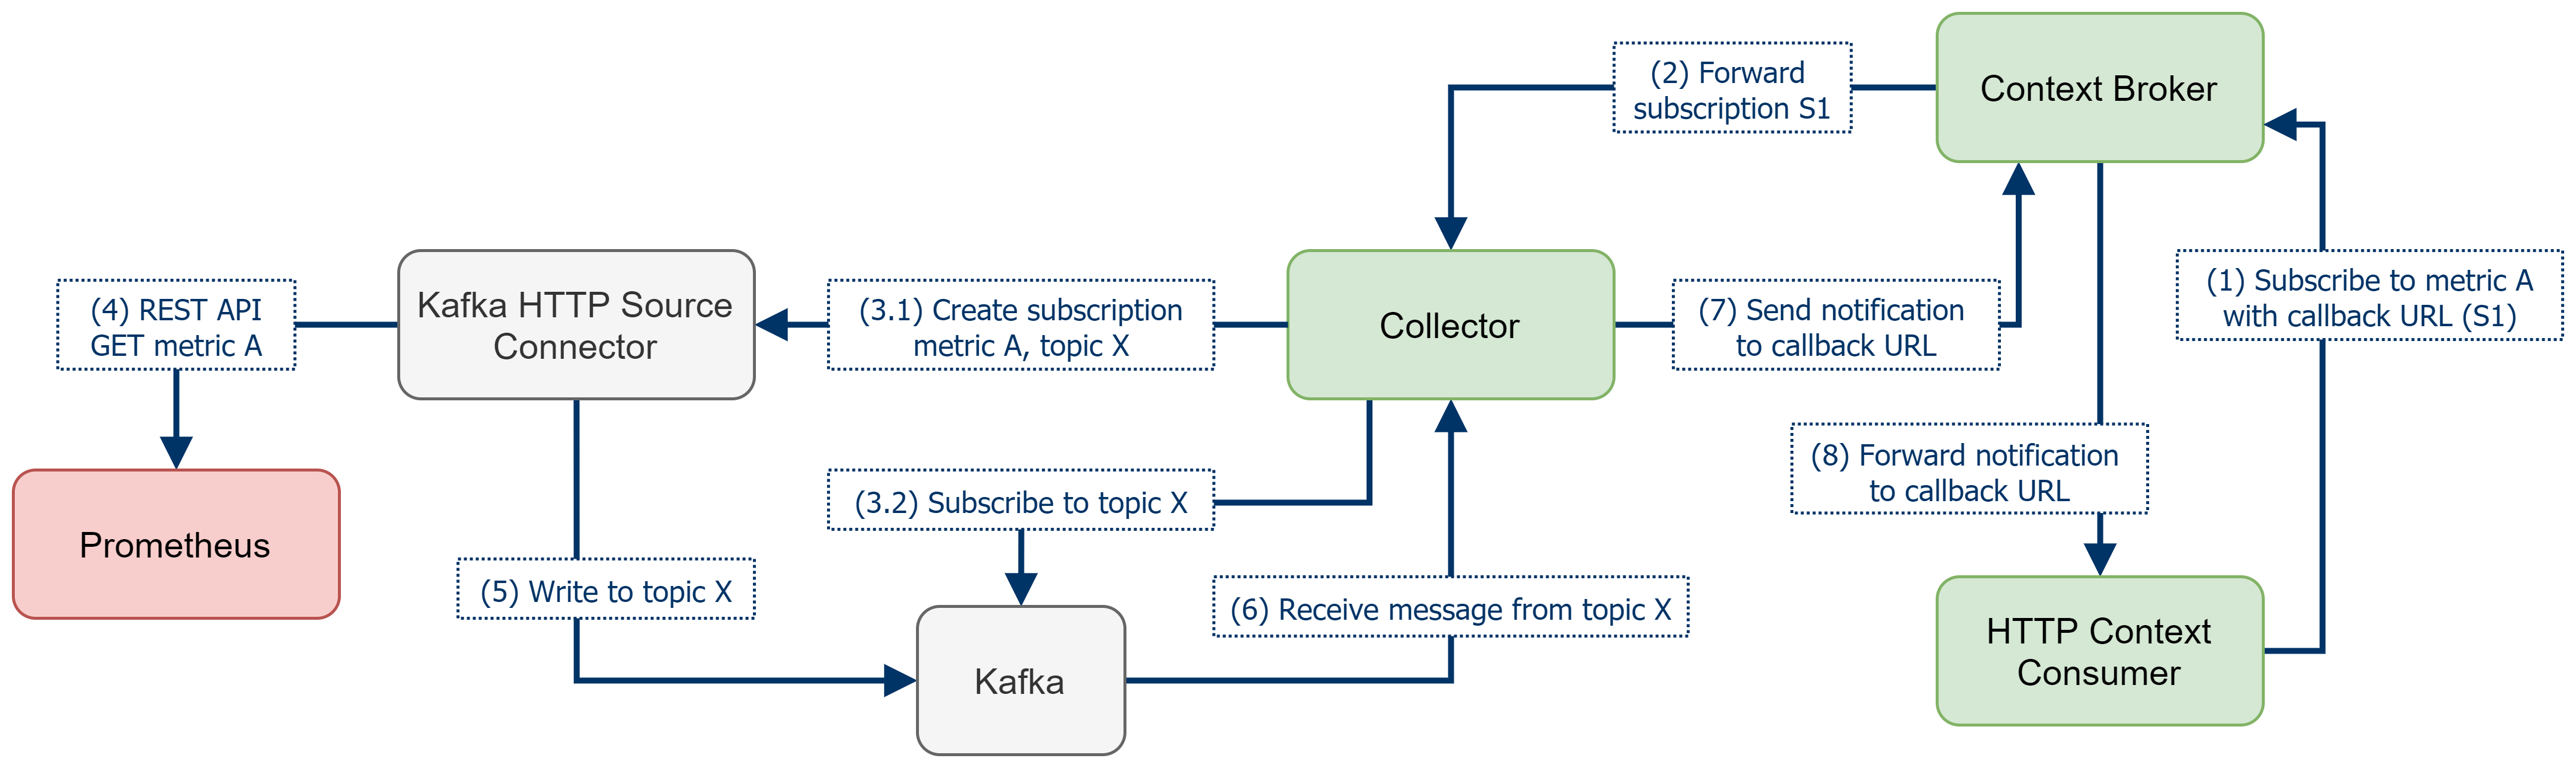 (2) Forward
subscription S1
Context Broker
Kafka HTTP Source
Connector
(4) REST API
GET metric A
(3.1) Create subscription
metric A, topic X
Collector
(7) Send notification
to callback URL
(1) Subscribe to metric A
with callback URL (S1)
(8) Forward notification
to callback URL
(3.2) Subscribe to topic X
Prometheus
(5) Write to topic X
(6) Receive message from topic X
Kafka
HTTP Context
Consumer